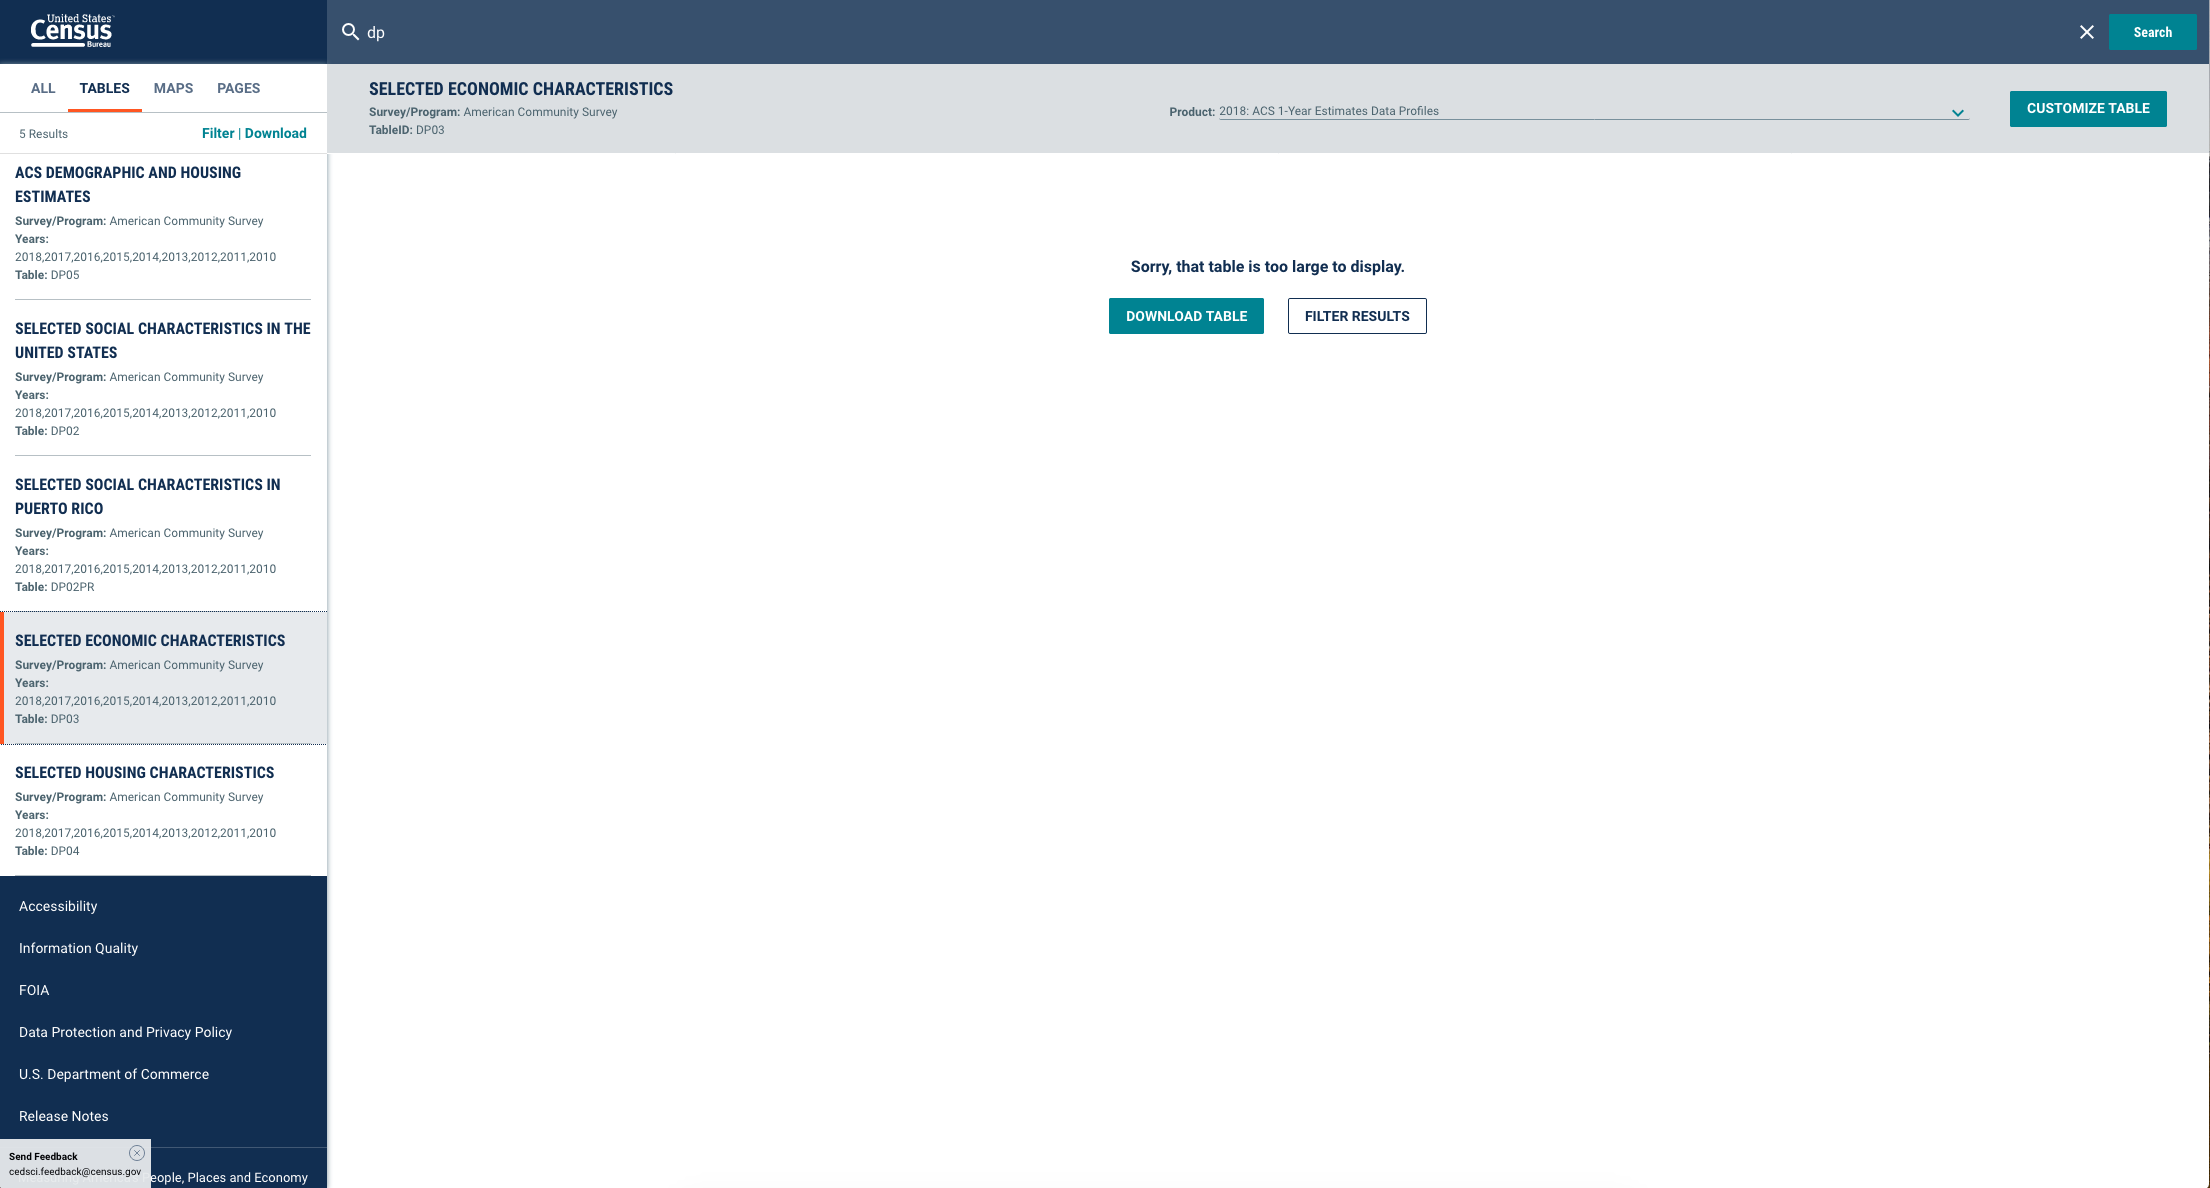 United States
Census
Bureau
dp
Search
ALL TABLES MAPS PAGES
5 Results Filter | Download
SELECTED ECONOMIC CHARACTERISTICS
Survey/Program: American Community Survey
TableID: DP03
Product: 2018: ACS 1-Year Estimates Data Profiles
CUSTOMIZE TABLE
ACS DEMOGRAPHIC AND HOUSING
ESTIMATES
Survey/Program: American Community Survey
Years:
2018,2017,2016,2015,2014,2013,2012,2011,2010
Table: DP05
SELECTED SOCIAL CHARACTERISTICS IN THE
UNITED STATES
Survey/Program: American Community Survey
Years:
2018,2017,2016,2015,2014,2013,2012,2011,2010
Table: DP02
SELECTED SOCIAL CHARACTERISTICS IN
PUERTO RICO
Survey/Program: American Community Survey
Years:
2018,2017,2016,2015,2014,2013,2012,2011,2010
Table: DP02PR
SELECTED ECONOMIC CHARACTERISTICS
Survey/Program: American Community Survey
Years:
2018,2017,2016,2015,2014,2013,2012,2011,2010
Table: DP03
SELECTED HOUSING CHARACTERISTICS
Survey/Program: American Community Survey
Years:
2018,2017,2016,2015,2014,2013,2012,2011,2010
Table: DP04
Sorry, that table is too large to display.
DOWNLOAD TABLE FILTER RESULTS
Accessibility
Information Quality
FOIA
Data Protection and Privacy Policy
U.S. Department of Commerce
Release Notes
Send Feedback
cedsci.feedback@census.gov
eople, Places and Economy